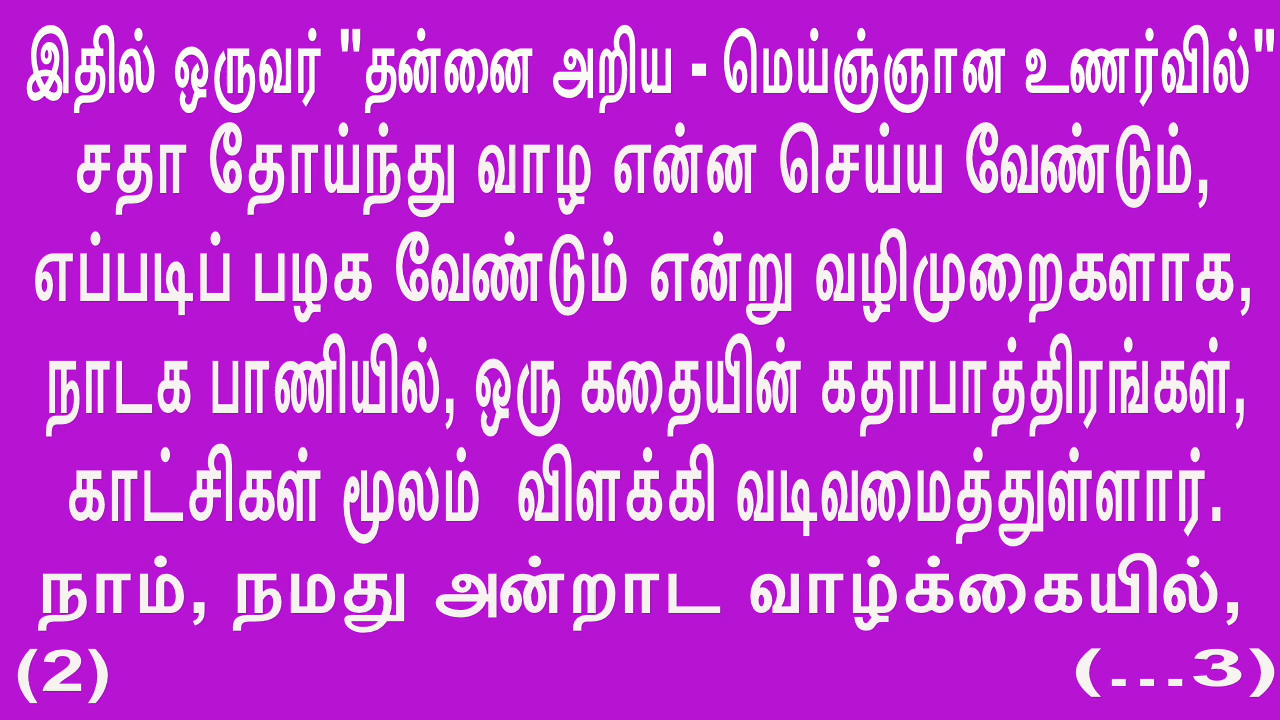 இதில் ஒருவர் "தன்னை அறிய - மெய்ஞ்ஞான உணர்வில்"
சதா தோய்ந்து வாழ என்ன செய்ய வேண்டும்,
எப்படிப் பழக வேண்டும் என்று வழிமுறைகளாக,
நாடக பாணியில், ஒரு கதையின் கதாபாத்திரங்கள்,
காட்சிகள் மூலம் விளக்கி வடிவமைத்துள்ளார்.
நாம், நமது அன்றாட வாழ்க்கையில்,
(2) (...3)